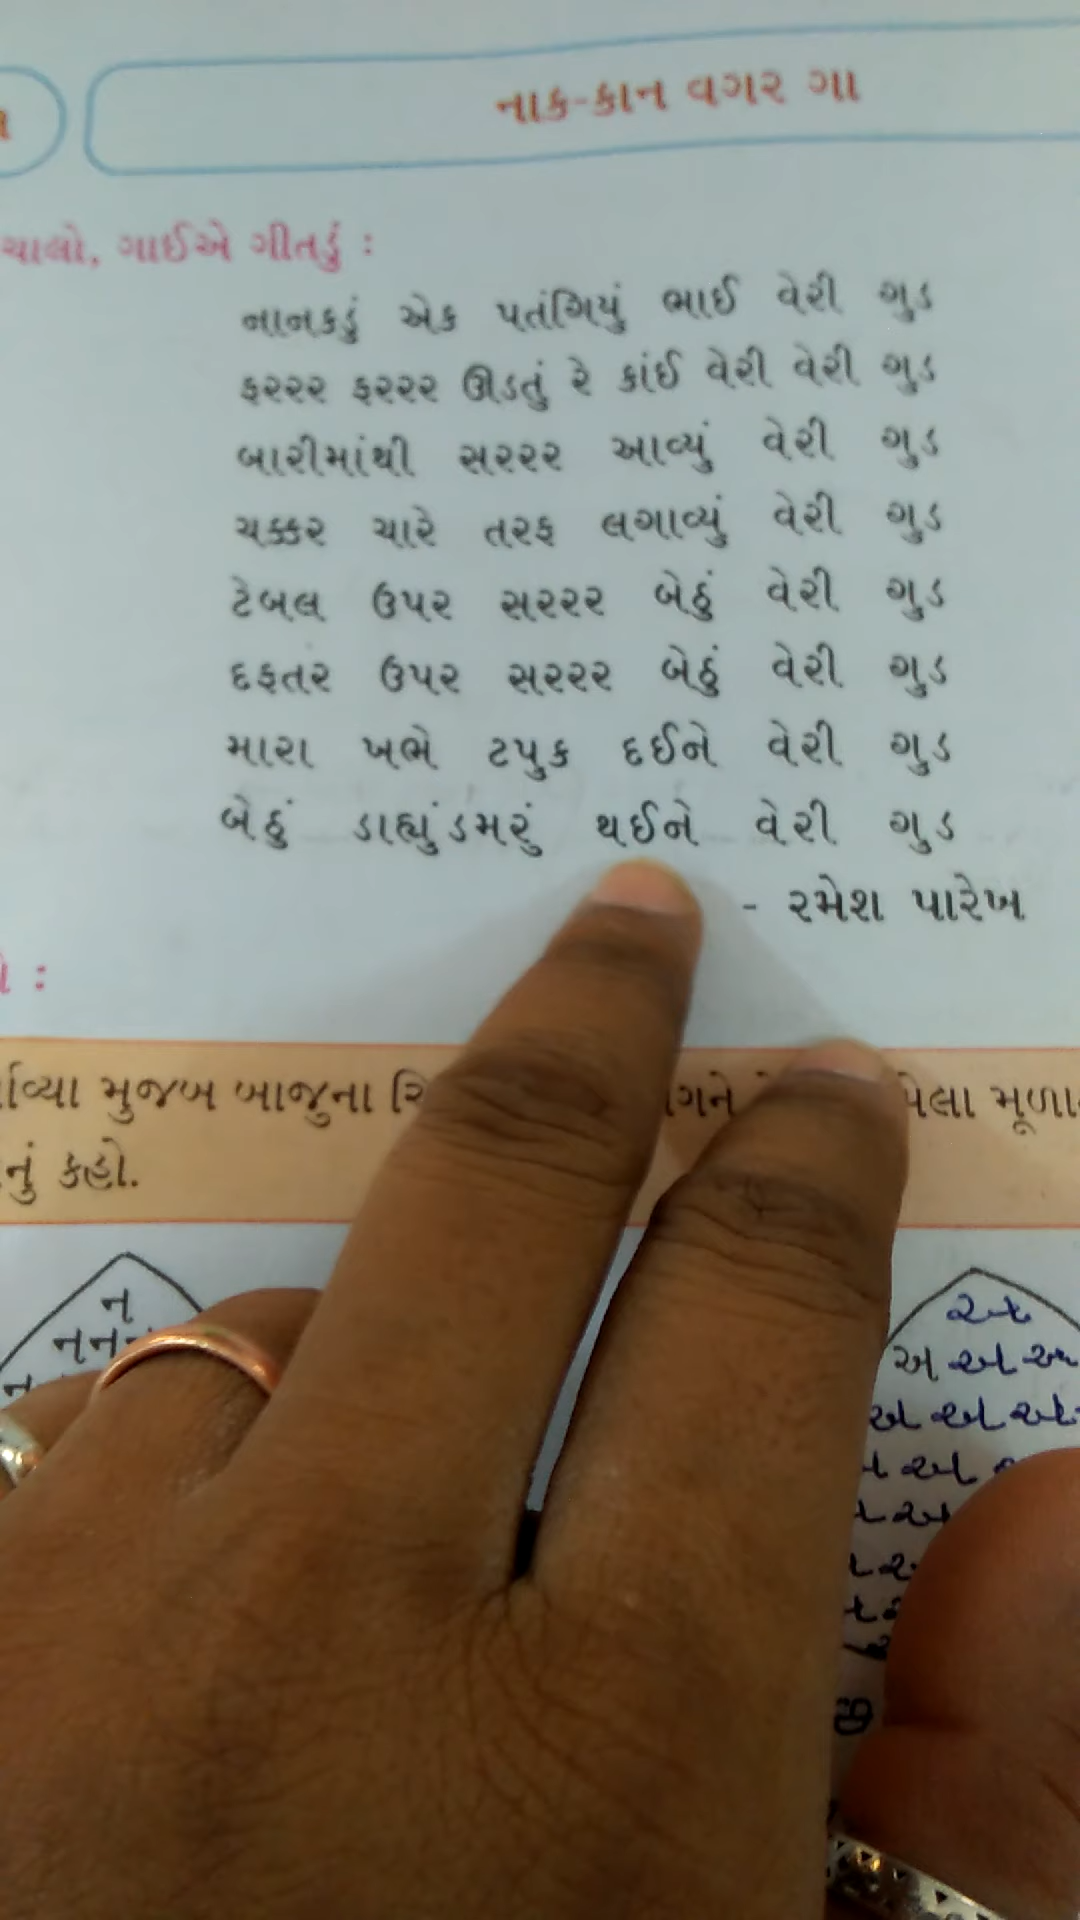 નાક-કાન વગર ગા
ચાલો, ગાઈએ ગીતડું :
નાનકડું એક પતંગિયું ભાઈ વેરી ગુડ
ફરરર ફરરર ઊડતું રે કાંઈ વેરી વેરી ગુડ
બારીમાંથી સરરર આવ્યું વેરી ગુડ
ચક્કર ચારે તરફ લગાવ્યું વેરી ગુડ
ટેબલ ઉપર સરરર બેઠું વેરી ગુડ
દફતર ઉપર સરરર બેઠું વેરી ગુડ
મારા ખભે ટપુક દઈને વેરી ગુડ
બેઠું ડાહ્યુંડમરું થઈને વેરી ગુડ
- રમેશ પારેખ
મુજબ બાજુના
કહો.
ન
અ
અ અ અ
અ અ અ